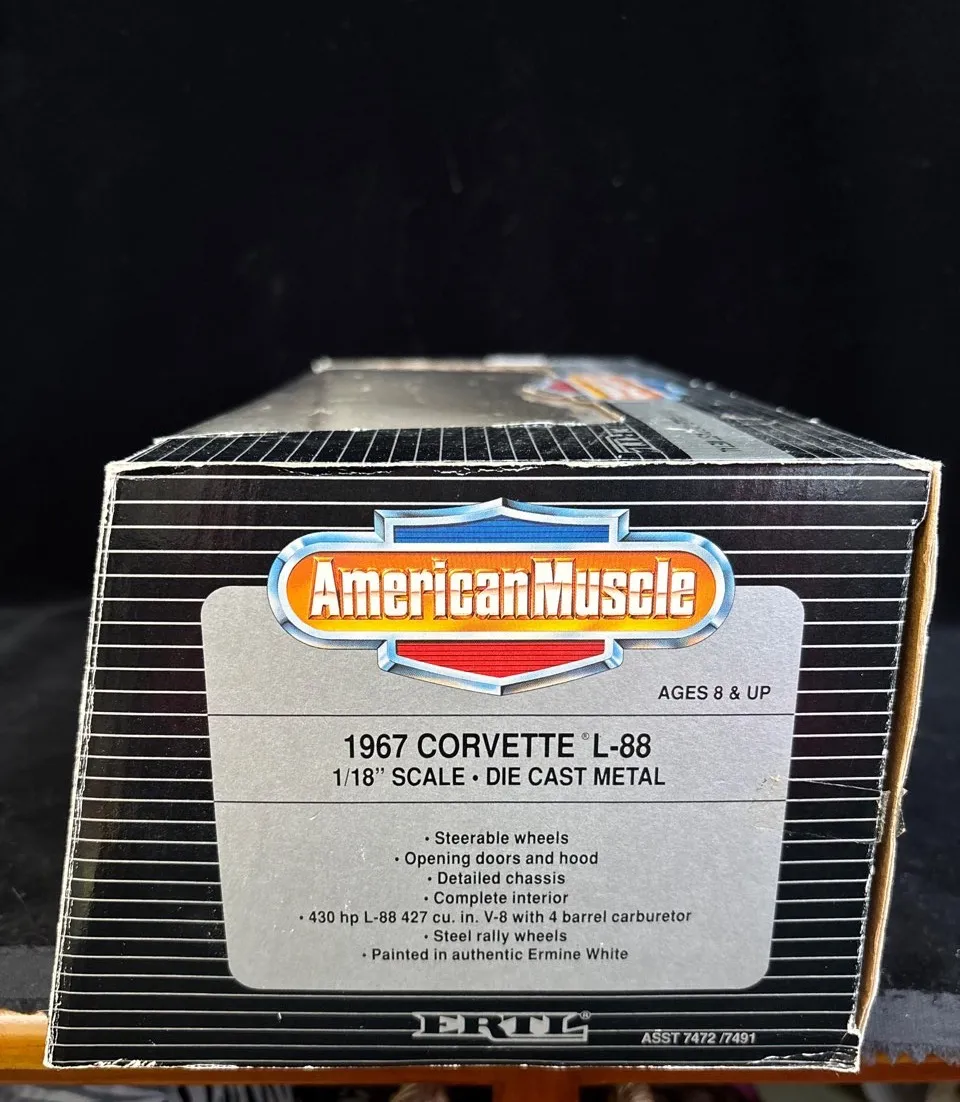 American Muscle
AGES 8 & UP
1967 CORVETTE® L-88
1/18” SCALE • DIE CAST METAL
• Steerable wheels
• Opening doors and hood
• Detailed chassis
• Complete interior
• 430 hp L-88 427 cu. in. V-8 with 4 barrel carburetor
• Steel rally wheels
• Painted in authentic Ermine White
ERTL®
ASST 7472 /7491